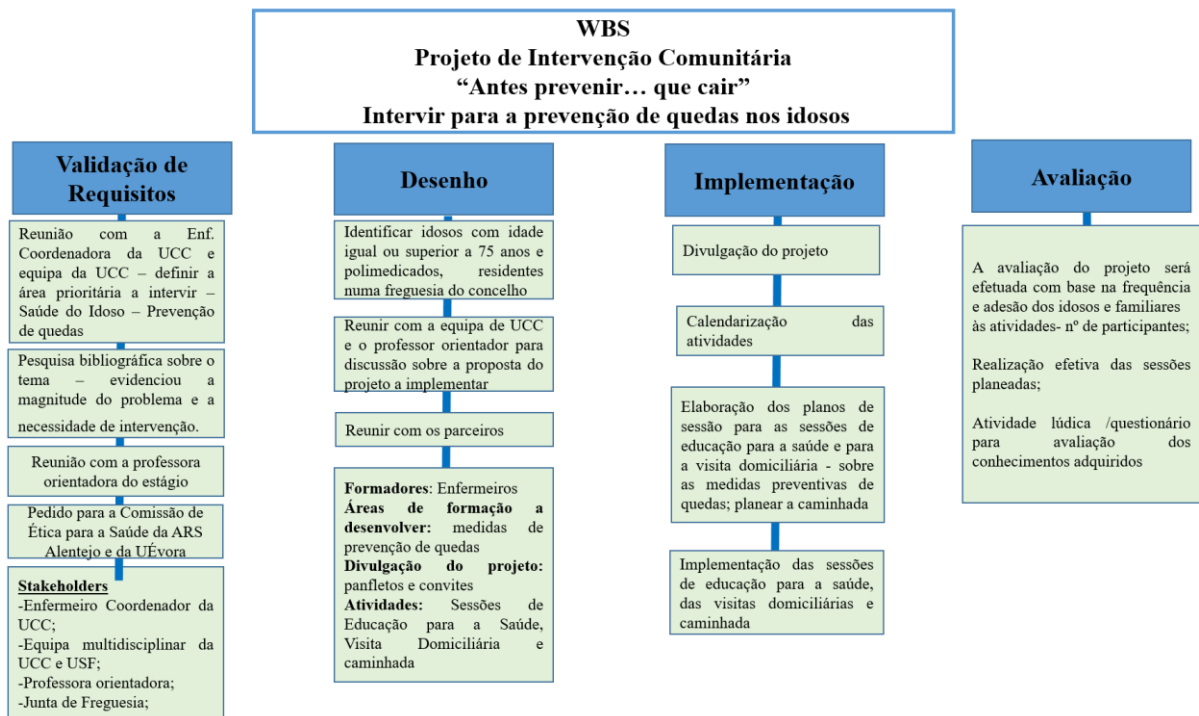 WBS
Projeto de Intervenção Comunitária
“Antes prevenir… que cair”
Intervir para a prevenção de quedas nos idosos
Validação de
Requisitos
Reunião com a Enf.
Coordenadora da UCC e
equipa da UCC – definir a
área prioritária a intervir –
Saúde do Idoso – Prevenção
de quedas
Pesquisa bibliográfica sobre o
tema – evidenciou a
magnitude do problema e a
necessidade de intervenção.
Reunião com a professora
orientadora do estágio
Pedido para a Comissão de
Ética para a Saúde da ARS
Alentejo e da UÉvora
Stakeholders
-Enfermeiro Coordenador da
UCC;
-Equipa multidisciplinar da
UCC e USF;
-Professora orientadora;
-Junta de Freguesia;
Desenho
Identificar idosos com idade
igual ou superior a 75 anos e
polimedicados, residentes
numa freguesia do concelho
Reunir com a equipa de UCC
e o professor orientador para
discussão sobre a proposta do
projeto a implementar
Reunir com os parceiros
Formadores: Enfermeiros
Áreas de formação a
desenvolver: medidas de
prevenção de quedas
Divulgação do projeto:
panfletos e convites
Atividades: Sessões de
Educação para a Saúde,
Visita Domiciliária e
caminhada
Implementação
Divulgação do projeto
Calendarização das
atividades
Elaboração dos planos de
sessão para as sessões de
educação para a saúde e para
a visita domiciliária - sobre
as medidas preventivas de
quedas; planear a caminhada
Implementação das sessões
de educação para a saúde,
das visitas domiciliárias e
caminhada
Avaliação
A avaliação do projeto será
efetuada com base na frequência
e adesão dos idosos e familiares
às atividades- nº de participantes;
Realização efetiva das sessões
planeadas;
Atividade lúdica /questionário
para avaliação dos
conhecimentos adquiridos